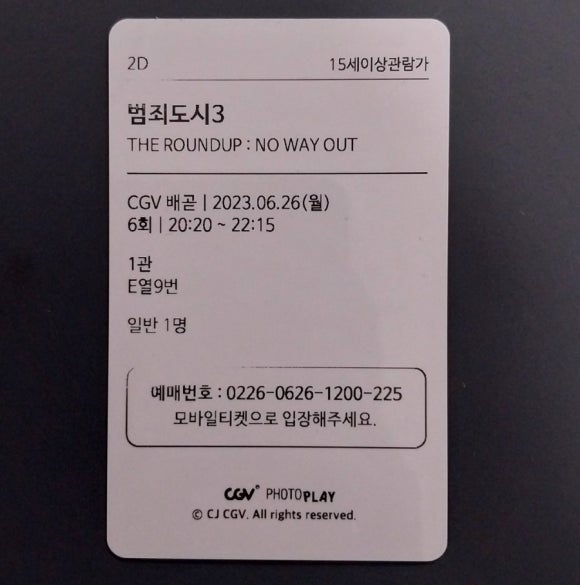 2D 15세이상관람가
범죄도시3
THE ROUNDUP : NO WAY OUT
CGV 배곧 | 2023.06.26(월)
6회 | 20:20 ~ 22:15
1관
E열9번
일반 1명
예매번호 : 0226-0626-1200-225
모바일티켓으로 입장해주세요.
CGV PHOTOPLAY
© CJ CGV. All rights reserved.